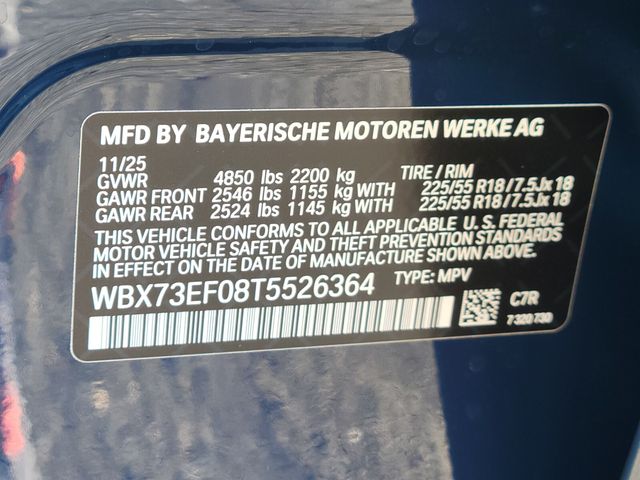 MFD BY BAYERISCHE MOTOREN WERKE AG
11/25
GVWR 4850 lbs 2200 kg TIRE / RIM
GAWR FRONT 2546 lbs 1155 kg WITH 225/55 R18/7.5Jx18
GAWR REAR 2524 lbs 1145 kg WITH 225/55 R18/7.5Jx18
THIS VEHICLE CONFORMS TO ALL APPLICABLE U.S. FEDERAL
MOTOR VEHICLE SAFETY AND THEFT PREVENTION STANDARDS
IN EFFECT ON THE DATE OF MANUFACTURE SHOWN ABOVE.
WBX73EF08T5526364 TYPE: MPV
C7R
7 320 730